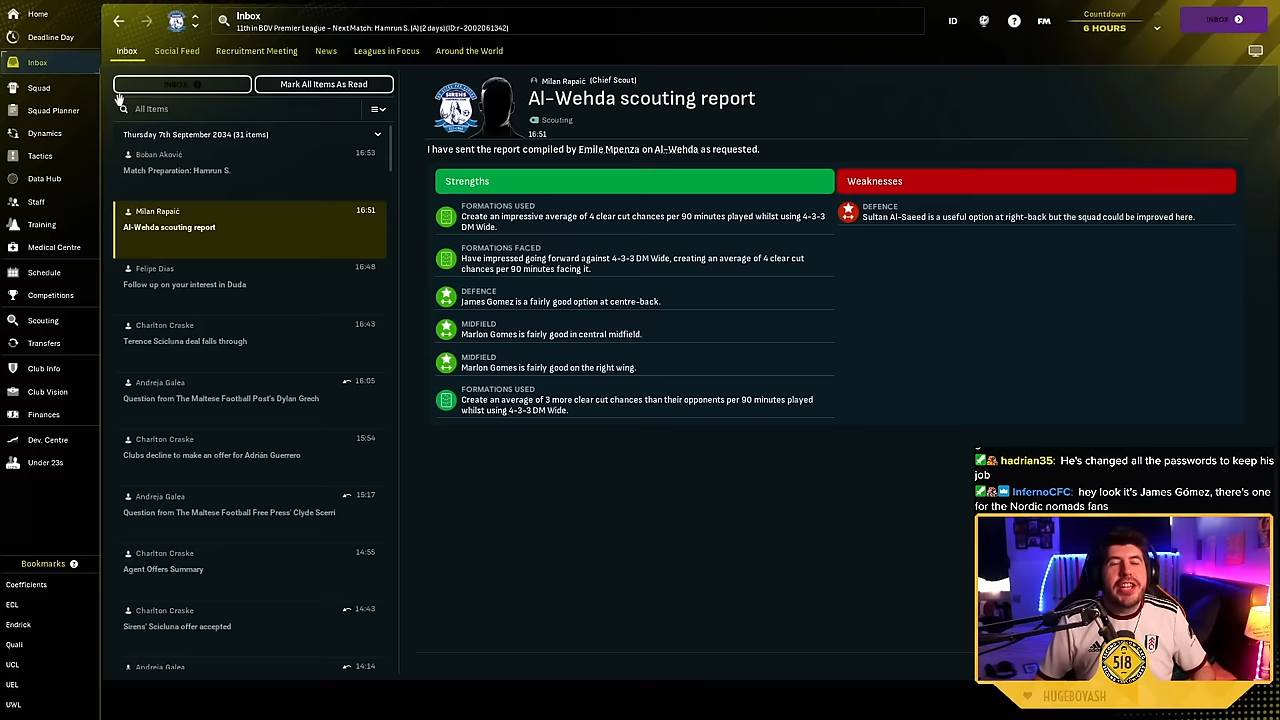 Home
Deadline Day
Inbox
Squad
Squad Planner
Dynamics
Tactics
Data Hub
Staff
Training
Medical Centre
Schedule
Competitions
Scouting
Transfers
Club Info
Club Vision
Finances
Dev. Centre
Under 23s
Bookmarks ?
Coefficients
ECL
Endrick
Quali
UCL
UEL
UWL
Inbox
11th in BOV Premier League - Next Match: Hamrun S. (A) (2 days) (ID:r-2002061342)
ID
?
FM
Countdown
6 HOURS
INBOX
Inbox
Social Feed
Recruitment Meeting
News
Leagues in Focus
Around the World
INBOX
Mark All Items As Read
All Items
Thursday 7th September 2034 (31 items)
Boban Aković 16:53
Match Preparation: Hamrun S.
Milan Rapaić 16:51
Al-Wehda scouting report
Felipe Dias 16:48
Follow up on your interest in Duda
Charlton Craske 16:43
Terence Scicluna deal falls through
Andreja Galea 16:05
Question from The Maltese Football Post's Dylan Grech
Charlton Craske 15:54
Clubs decline to make an offer for Adrián Guerrero
Andreja Galea 15:17
Question from The Maltese Football Free Press' Clyde Scerri
Charlton Craske 14:55
Agent Offers Summary
Charlton Craske 14:43
Sirens' Scicluna offer accepted
Andreja Galea 14:14
SIRENS
Milan Rapaić (Chief Scout)
Al-Wehda scouting report
Scouting
16:51
I have sent the report compiled by Emile Mpenza on Al-Wehda as requested.
Strengths
FORMATIONS USED
Create an impressive average of 4 clear cut chances per 90 minutes played whilst using 4-3-3
DM Wide.
FORMATIONS FACED
Have impressed going forward against 4-3-3 DM Wide, creating an average of 4 clear cut
chances per 90 minutes facing it.
DEFENCE
James Gomez is a fairly good option at centre-back.
MIDFIELD
Marlon Gomes is fairly good in central midfield.
MIDFIELD
Marlon Gomes is fairly good on the right wing.
FORMATIONS USED
Create an average of 3 more clear cut chances than their opponents per 90 minutes played
whilst using 4-3-3 DM Wide.
Weaknesses
DEFENCE
Sultan Al-Saeed is a useful option at right-back but the squad could be improved here.
hadrian35: He's changed all the passwords to keep his
job
InfernoCFC: hey look it's James Gómez, there's one
for the Nordic nomads fans
518
HUGEBOYASH